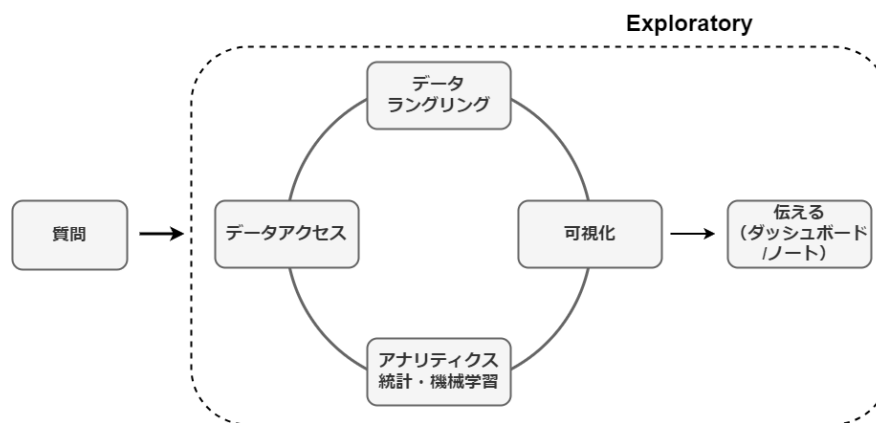 Exploratory
データ
ラングリング
質問
データアクセス
可視化
伝える
（ダッシュボード
/ノート）
アナリティクス
統計・機械学習